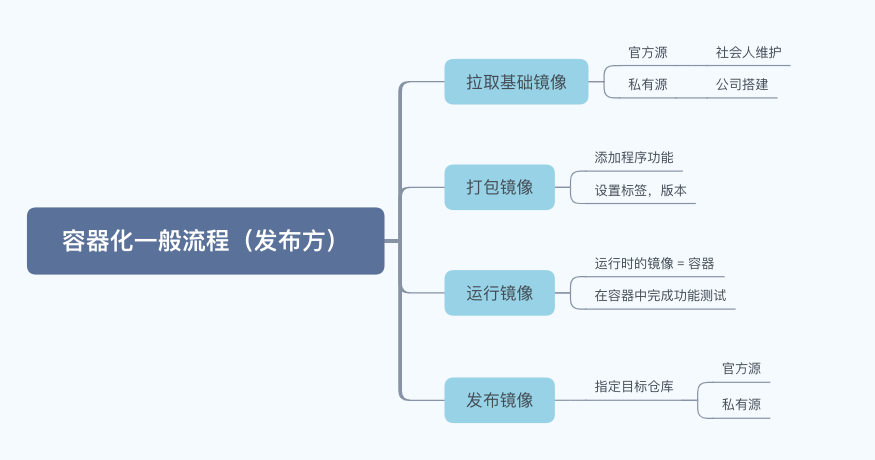 容器化一般流程（发布方）
拉取基础镜像
官方源
社会人维护
私有源
公司搭建
打包镜像
添加程序功能
设置标签，版本
运行镜像
运行时的镜像 = 容器
在容器中完成功能测试
发布镜像
指定目标仓库
官方源
私有源